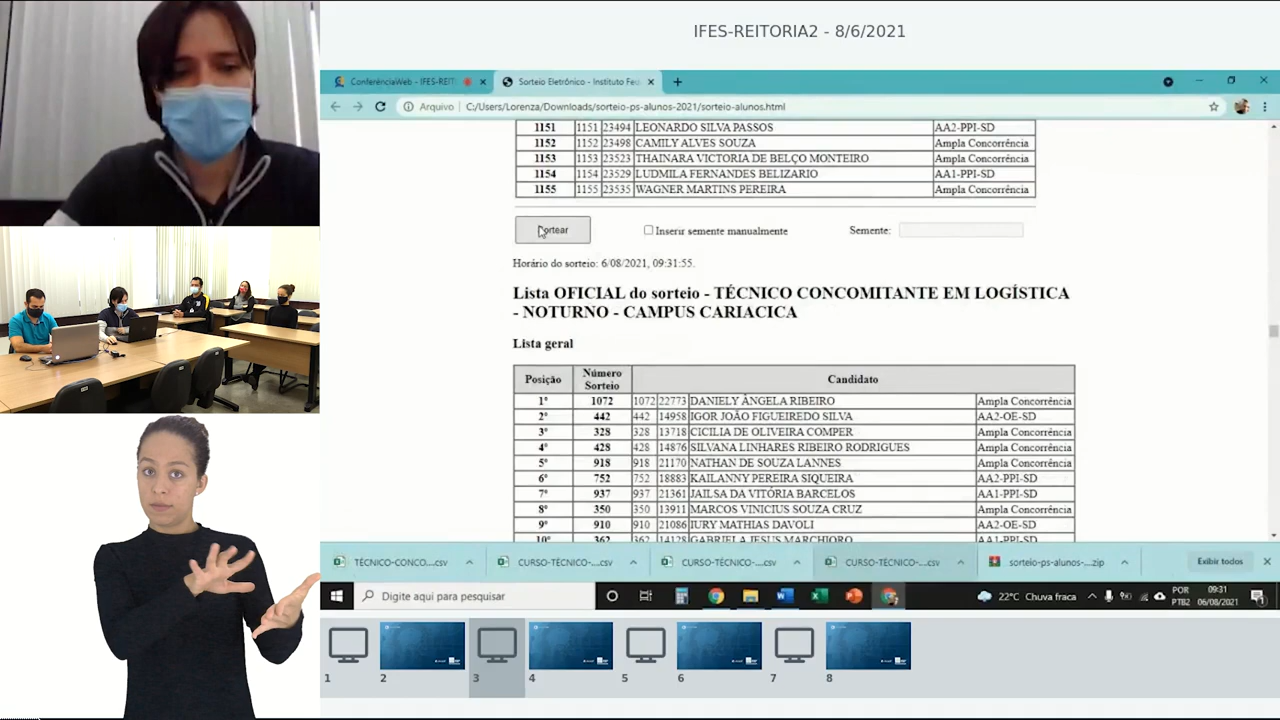 IFES-REITORIA2 - 8/6/2021
ConferênciaWeb - IFES-REIT
Sorteio Eletrônico - Instituto Fed
Arquivo | C:/Users/Lorenza/Downloads/sorteio-ps-alunos-2021/sorteio-alunos.html
1151 1151 23494 LEONARDO SILVA PASSOS AA2-PPI-SD
1152 1152 23498 CAMILY ALVES SOUZA Ampla Concorrência
1153 1153 23523 THAINARA VICTORIA DE BELÇO MONTEIRO Ampla Concorrência
1154 1154 23529 LUDMILA FERNANDES BELIZARIO AA1-PPI-SD
1155 1155 23535 WAGNER MARTINS PEREIRA Ampla Concorrência
Sortear Inserir semente manualmente Semente:
Horário do sorteio: 6/08/2021, 09:31:55.
Lista OFICIAL do sorteio - TÉCNICO CONCOMITANTE EM LOGÍSTICA
- NOTURNO - CAMPUS CARIACICA
Lista geral
Posição Número Sorteio Candidato
1º 1072 1072 22773 DANIELY ÂNGELA RIBEIRO Ampla Concorrência
2º 442 442 14958 IGOR JOÃO FIGUEIREDO SILVA AA2-OE-SD
3º 328 328 13718 CICILIA DE OLIVEIRA COMPER Ampla Concorrência
4º 428 428 14876 SILVANA LINHARES RIBEIRO RODRIGUES Ampla Concorrência
5º 918 918 21170 NATHAN DE SOUZA LANNES Ampla Concorrência
6º 752 752 18883 KAILANNY PEREIRA SIQUEIRA AA2-PPI-SD
7º 937 937 21361 JAILSA DA VITÓRIA BARCELOS AA1-PPI-SD
8º 350 350 13911 MARCOS VINICIUS SOUZA CRUZ Ampla Concorrência
9º 910 910 21086 IURY MATHIAS DAVOLI AA2-OE-SD
10º 362 362 14128 GABRIELA JESUS MARCHIORO AA1-PPI-SD
TÉCNICO-CONCO....csv CURSO-TÉCNICO-....csv CURSO-TÉCNICO-....csv CURSO-TÉCNICO-....csv sorteio-ps-alunos-....zip Exibir todos
Digite aqui para pesquisar 22°C Chuva fraca POR 09:31
PTB2 06/08/2021 1
1 2 3 4 5 6 7 8